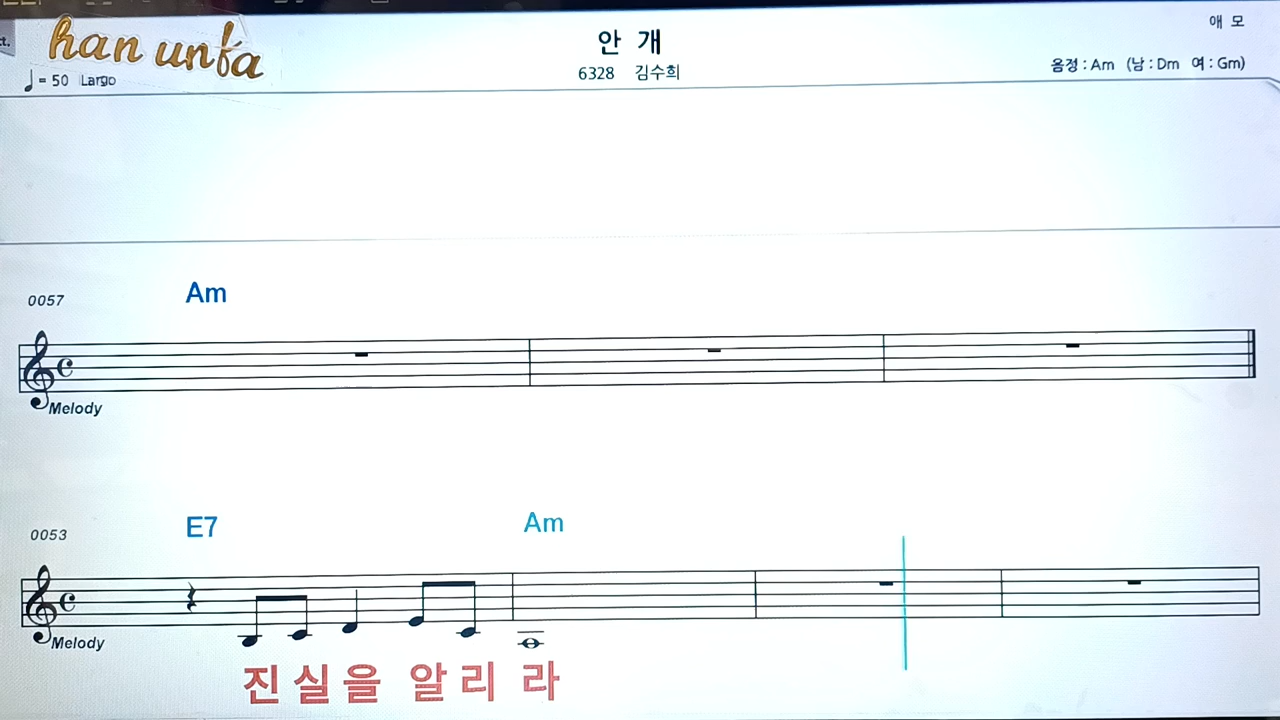 ct.
han unfa
안 개
애 모
♩= 50 Largo
6328 김수희
음정 : Am (남 : Dm 여 : Gm)
0057
Am
Melody
0053
E7
Am
Melody
진 실 을 알 리 라